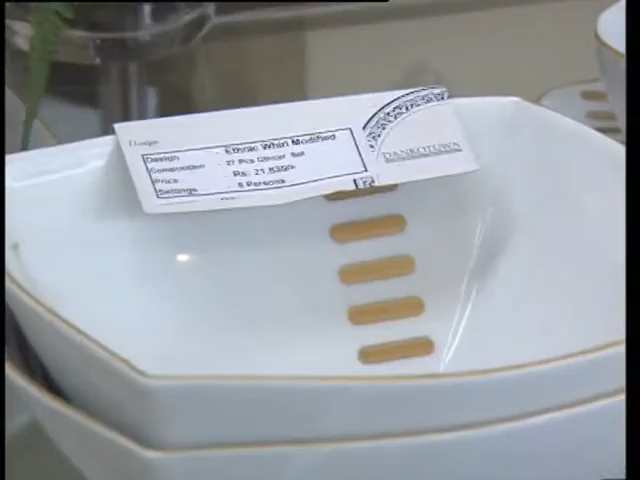 Design : Ethnic Whirl Modified
Composition : 27 Pcs Dinner Set
Price : Rs. 21,835/-
Settings : 6 Persons
DANKOTUWA